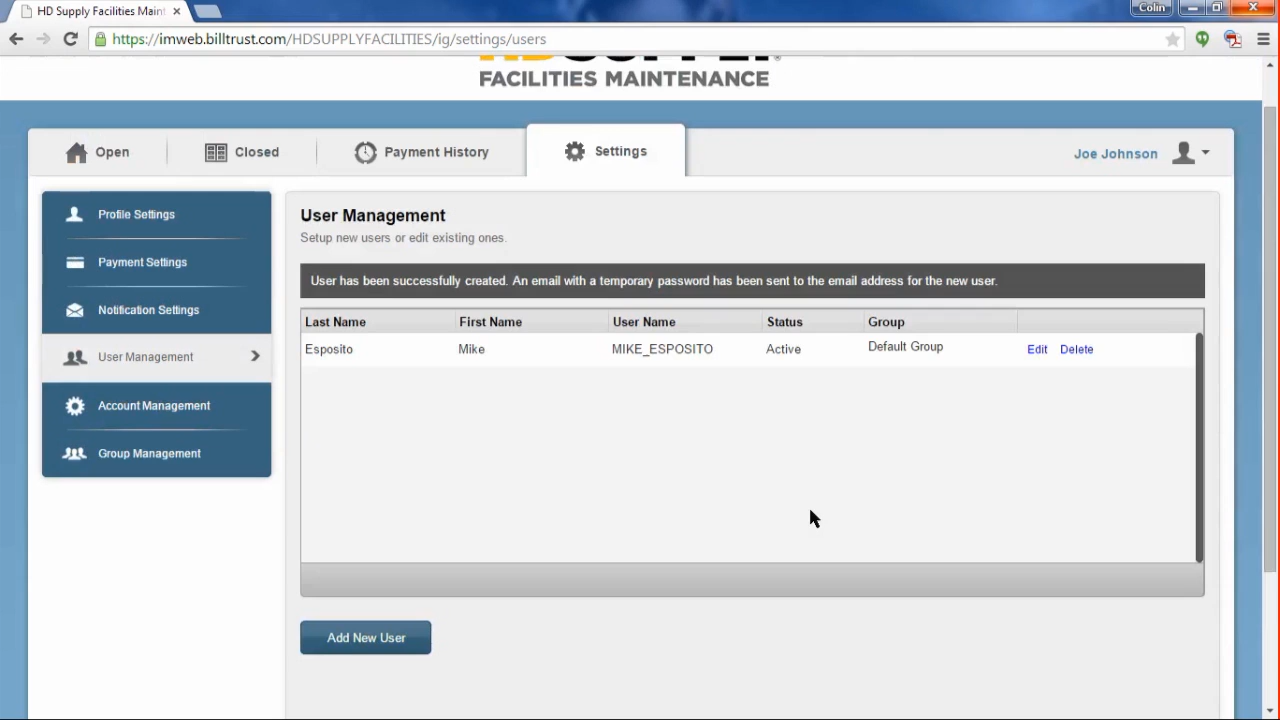 HD Supply Facilities Maint
Colin
https://imweb.billtrust.com/HDSUPPLYFACILITIES/ig/settings/users
FACILITIES MAINTENANCE
Open
Closed
Payment History
Settings
Joe Johnson
Profile Settings
Payment Settings
Notification Settings
User Management
Account Management
Group Management
User Management
Setup new users or edit existing ones.
User has been successfully created. An email with a temporary password has been sent to the email address for the new user.
Last Name First Name User Name Status Group
Esposito Mike MIKE_ESPOSITO Active Default Group Edit Delete
Add New User